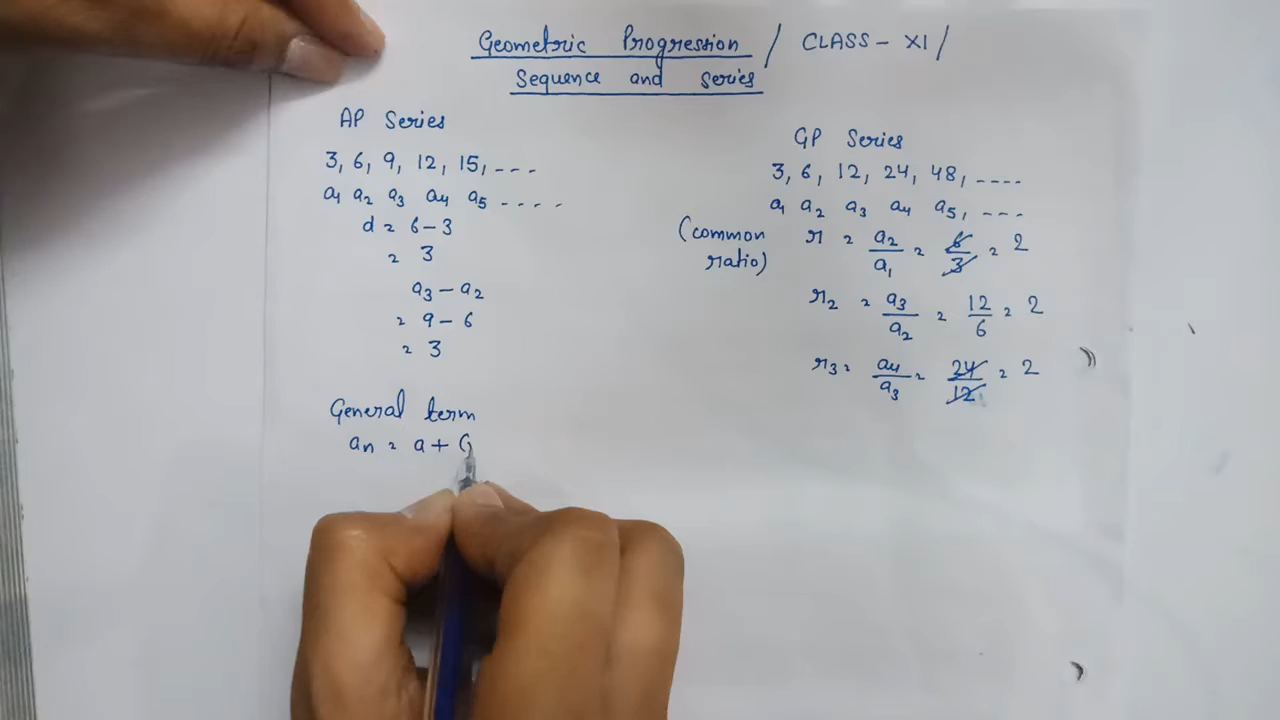 Geometric Progression / CLASS - XI /
Sequence and Series
AP Series
3, 6, 9, 12, 15, ---
a1 a2 a3 a4 a5 ----
d = 6 - 3
= 3
a3 - a2
= 9 - 6
= 3
General term
an = a + (
GP Series
3, 6, 12, 24, 48, ----
a1 a2 a3 a4 a5, ---
(common ratio) r = a2/a1 = 6/3 = 2
r2 = a3/a2 = 12/6 = 2
r3 = a4/a3 = 24/12 = 2